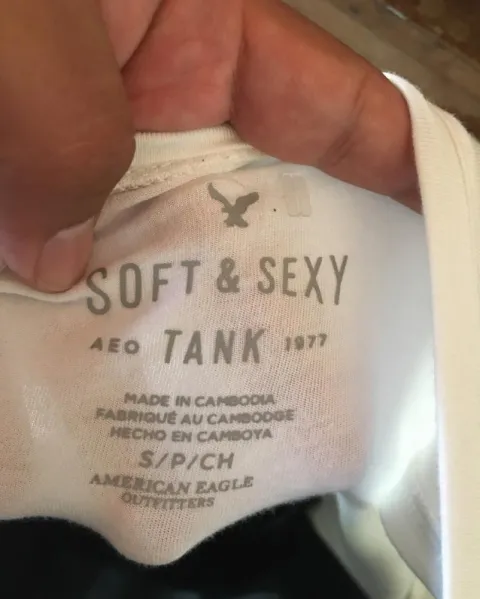 SOFT & SEXY
AEO TANK 1977
MADE IN CAMBODIA
FABRIQUÉ AU CAMBODGE
HECHO EN CAMBOYA
S/P/CH
AMERICAN EAGLE
OUTFITTERS